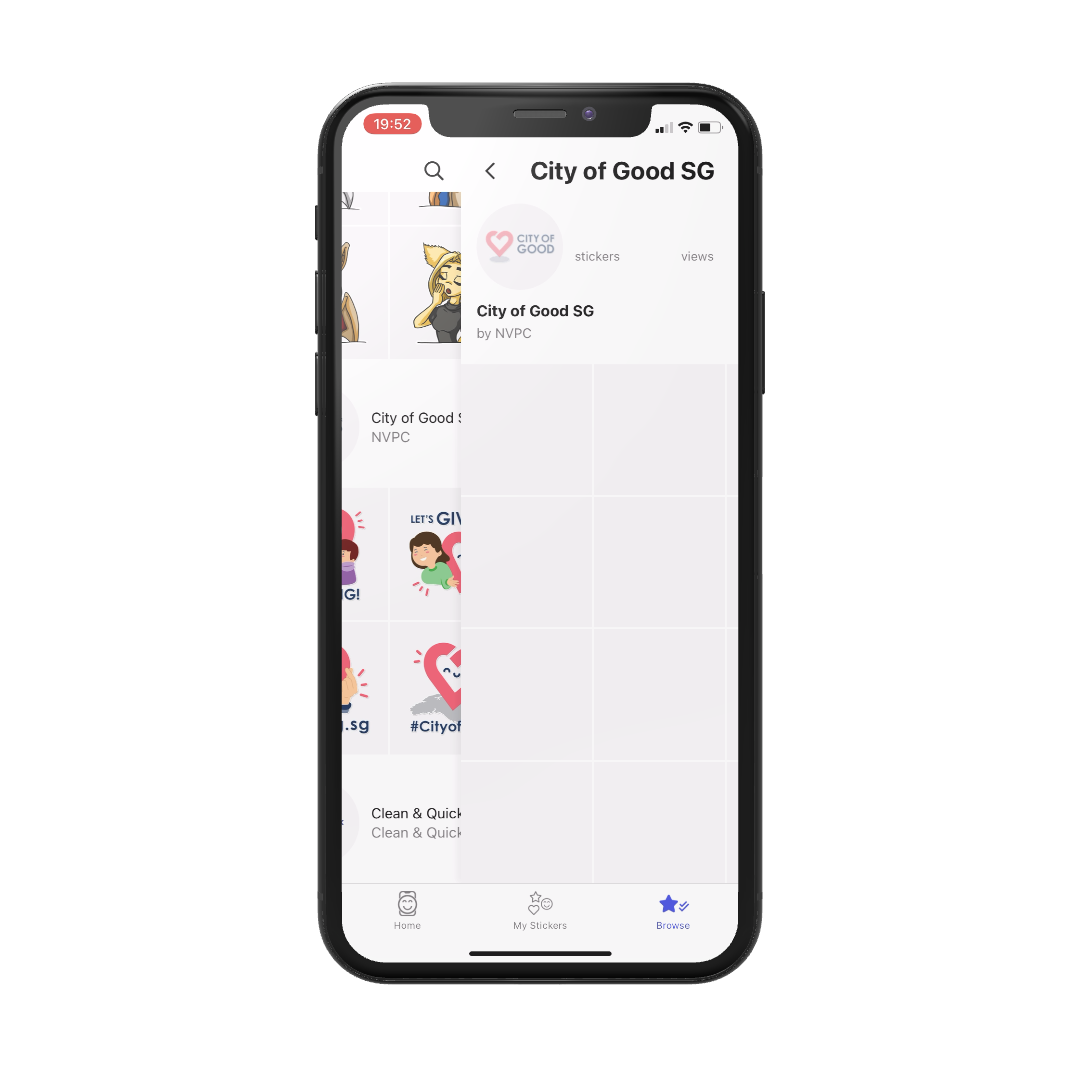 19:52
City of Good SG
CITY OF
GOOD
stickers
views
City of Good SG
by NVPC
City of Good
NVPC
LET'S GIV
G!
.sg
#Cityof
Clean & Quick
Clean & Quick
Home
My Stickers
Browse